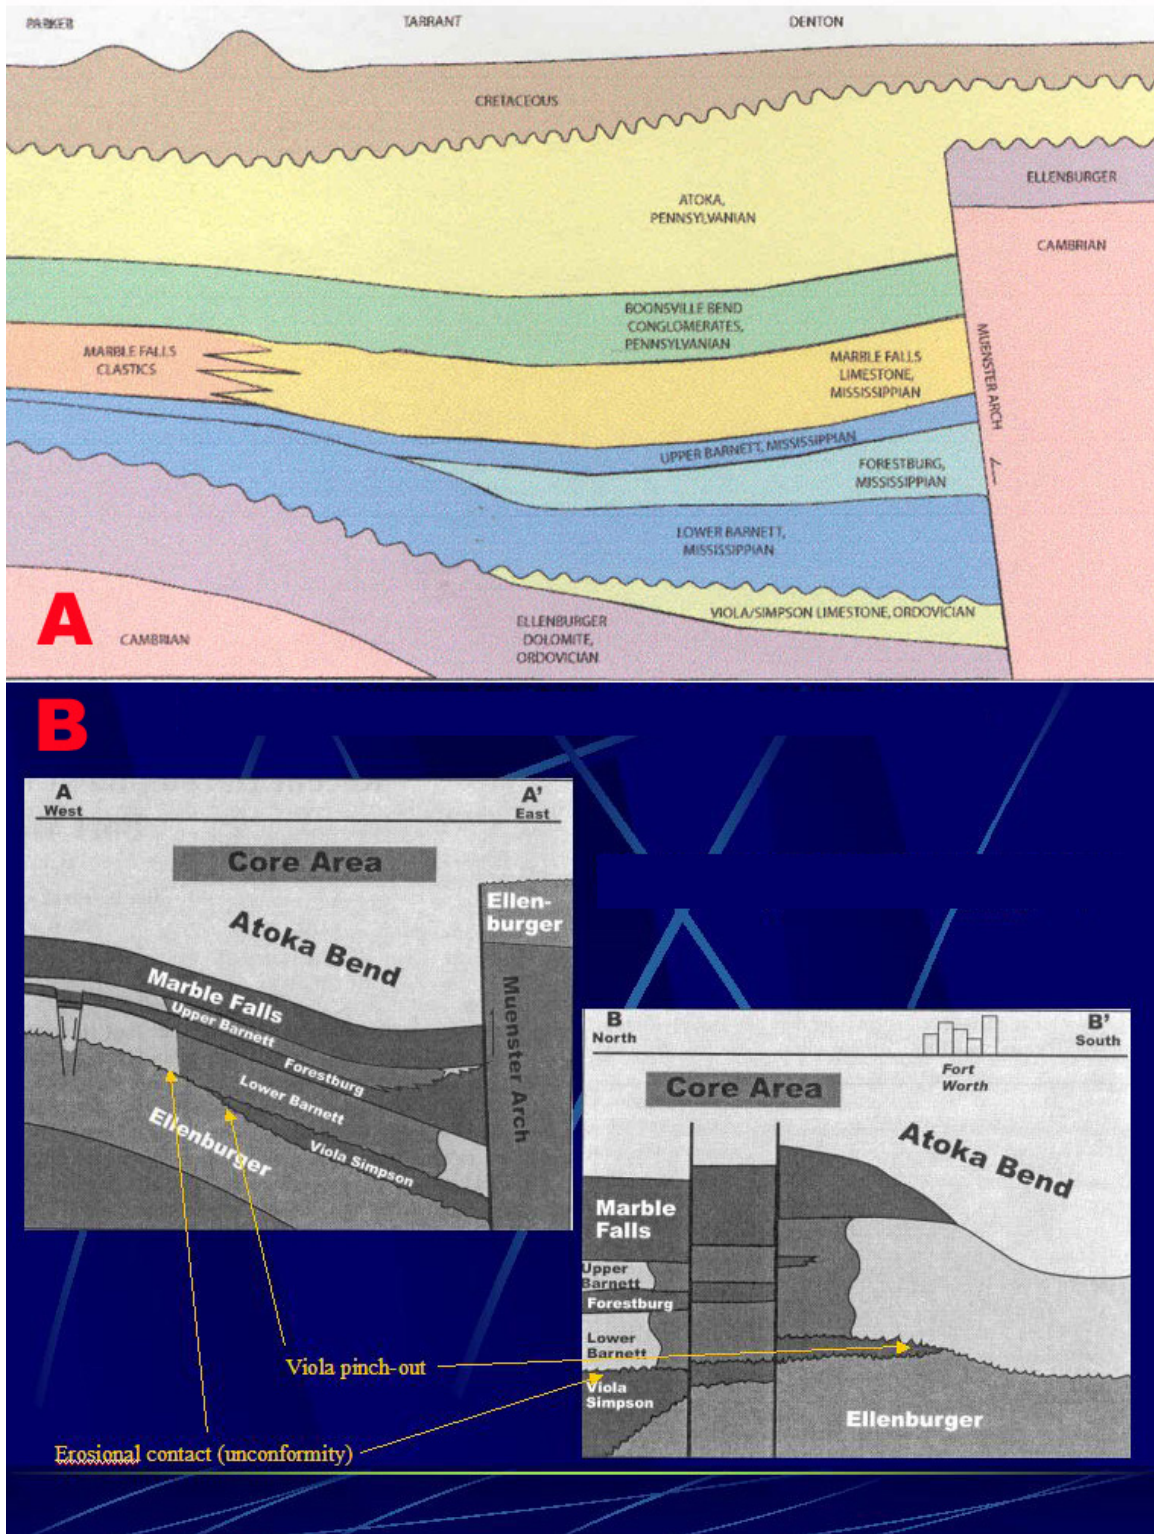 PARKER
TARRANT
DENTON
CRETACEOUS
ELLENBURGER
ATOKA,
PENNSYLVANIAN
CAMBRIAN
BOONSVILLE BEND
CONGLOMERATES,
PENNSYLVANIAN
MUENSTER ARCH
MARBLE FALLS
CLASTICS
MARBLE FALLS
LIMESTONE,
MISSISSIPPIAN
UPPER BARNETT, MISSISSIPPIAN
FORESTBURG,
MISSISSIPPIAN
LOWER BARNETT,
MISSISSIPPIAN
VIOLA/SIMPSON LIMESTONE, ORDOVICIAN
ELLENBURGER
DOLOMITE,
ORDOVICIAN
CAMBRIAN
A
B
A
West
A'
East
Core Area
Ellen-
burger
Atoka Bend
Marble Falls
Upper Barnett
Forestburg
Lower Barnett
Viola Simpson
Ellenburger
Muenster Arch
B
North
B'
South
Fort
Worth
Core Area
Atoka Bend
Marble
Falls
Upper
Barnett
Forestburg
Lower
Barnett
Viola
Simpson
Ellenburger
Viola pinch-out
Erosional contact (unconformity)